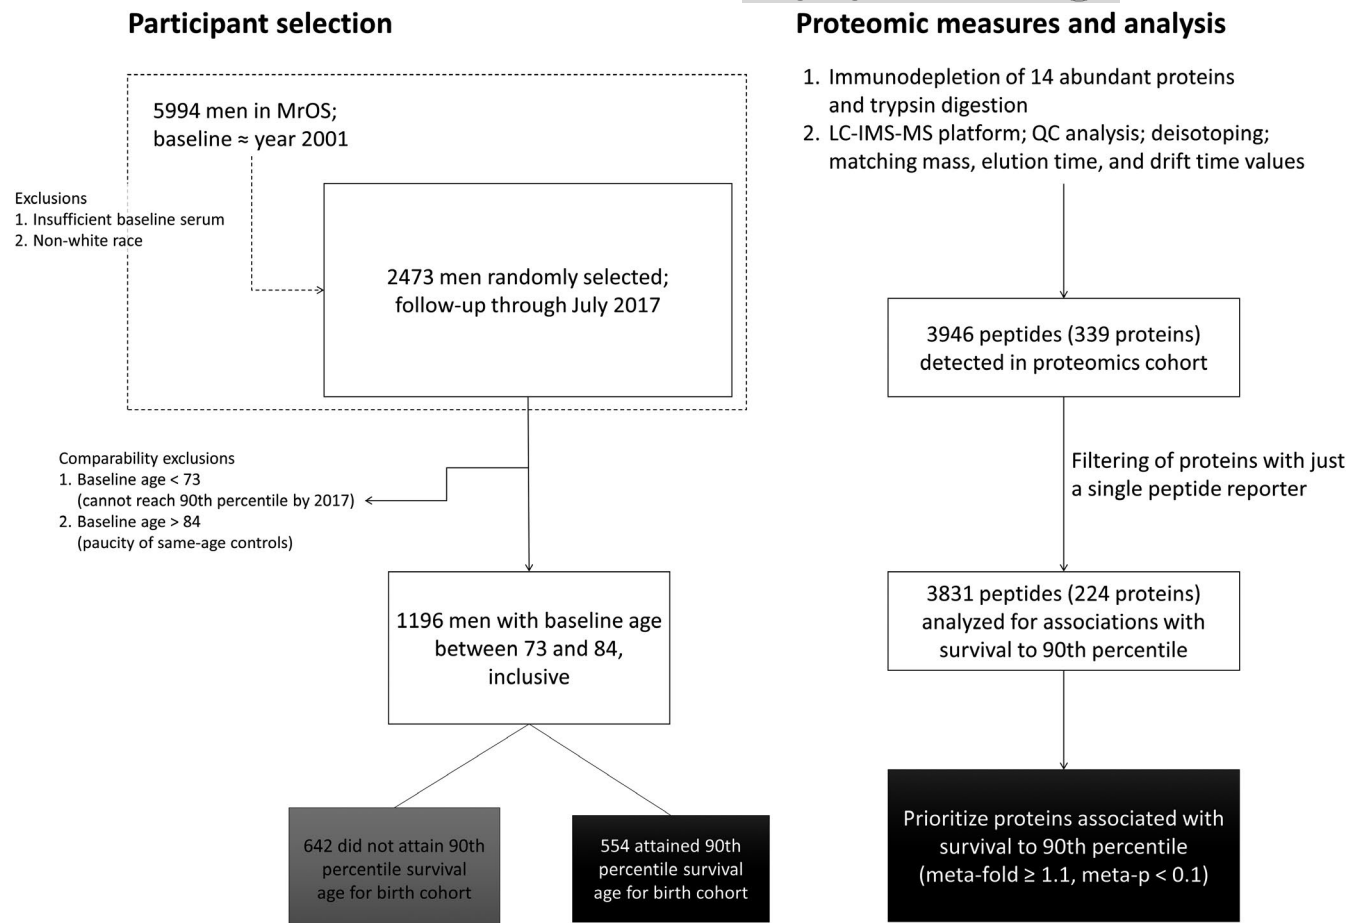 Participant selection
5994 men in MrOS;
baseline ≈ year 2001
Exclusions
1. Insufficient baseline serum
2. Non-white race
2473 men randomly selected;
follow-up through July 2017
Comparability exclusions
1. Baseline age < 73
(cannot reach 90th percentile by 2017)
2. Baseline age > 84
(paucity of same-age controls)
1196 men with baseline age
between 73 and 84,
inclusive
642 did not attain 90th
percentile survival
age for birth cohort
554 attained 90th
percentile survival
age for birth cohort
Proteomic measures and analysis
1. Immunodepletion of 14 abundant proteins
and trypsin digestion
2. LC-IMS-MS platform; QC analysis; deisotoping;
matching mass, elution time, and drift time values
3946 peptides (339 proteins)
detected in proteomics cohort
Filtering of proteins with just
a single peptide reporter
3831 peptides (224 proteins)
analyzed for associations with
survival to 90th percentile
Prioritize proteins associated with
survival to 90th percentile
(meta-fold ≥ 1.1, meta-p < 0.1)